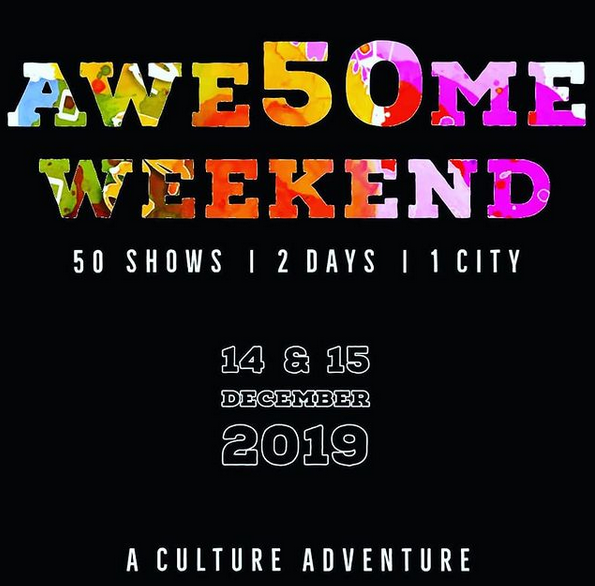 AWE50ME
WEEKEND
50 SHOWS | 2 DAYS | 1 CITY
14 & 15
DECEMBER
2019
A CULTURE ADVENTURE